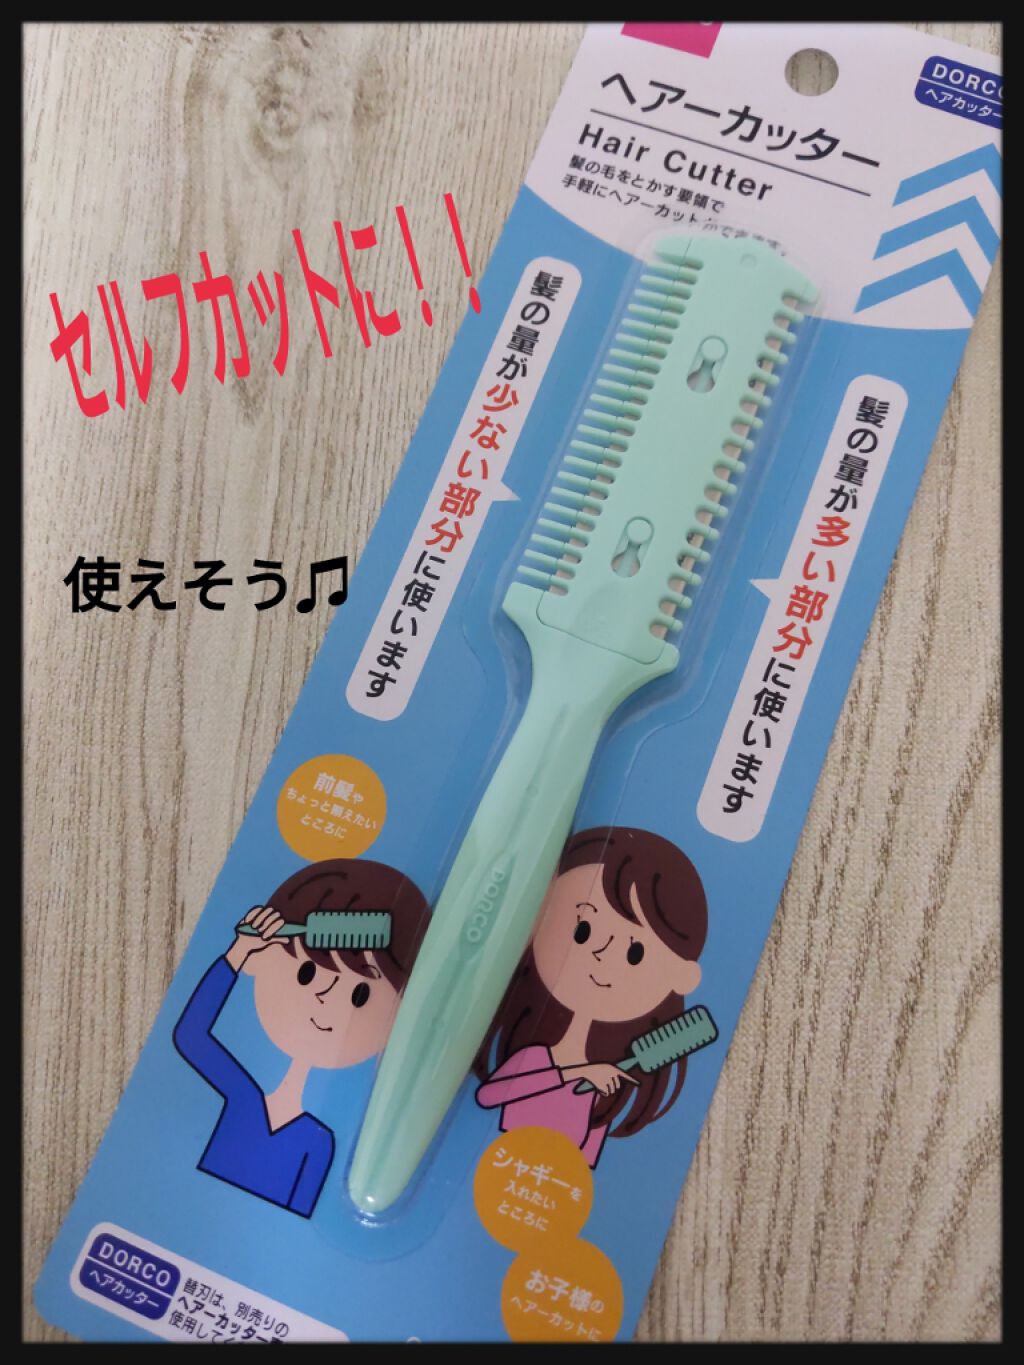 DORCO
ヘアカッター
ヘアーカッター
Hair Cutter
髪の毛をとかす要領で
手軽にヘアーカットができます。
セルフカットに！！
髪の量が少ない部分に使います
髪の量が多い部分に使います
使えそう♫
前髪や
ちょっと揃えたい
ところに
DORCO
シャギーを
入れたい
ところに
お子様の
ヘアーカットに
DORCO
ヘアカッター
替刃は、別売りの
ヘアーカッター
使用して